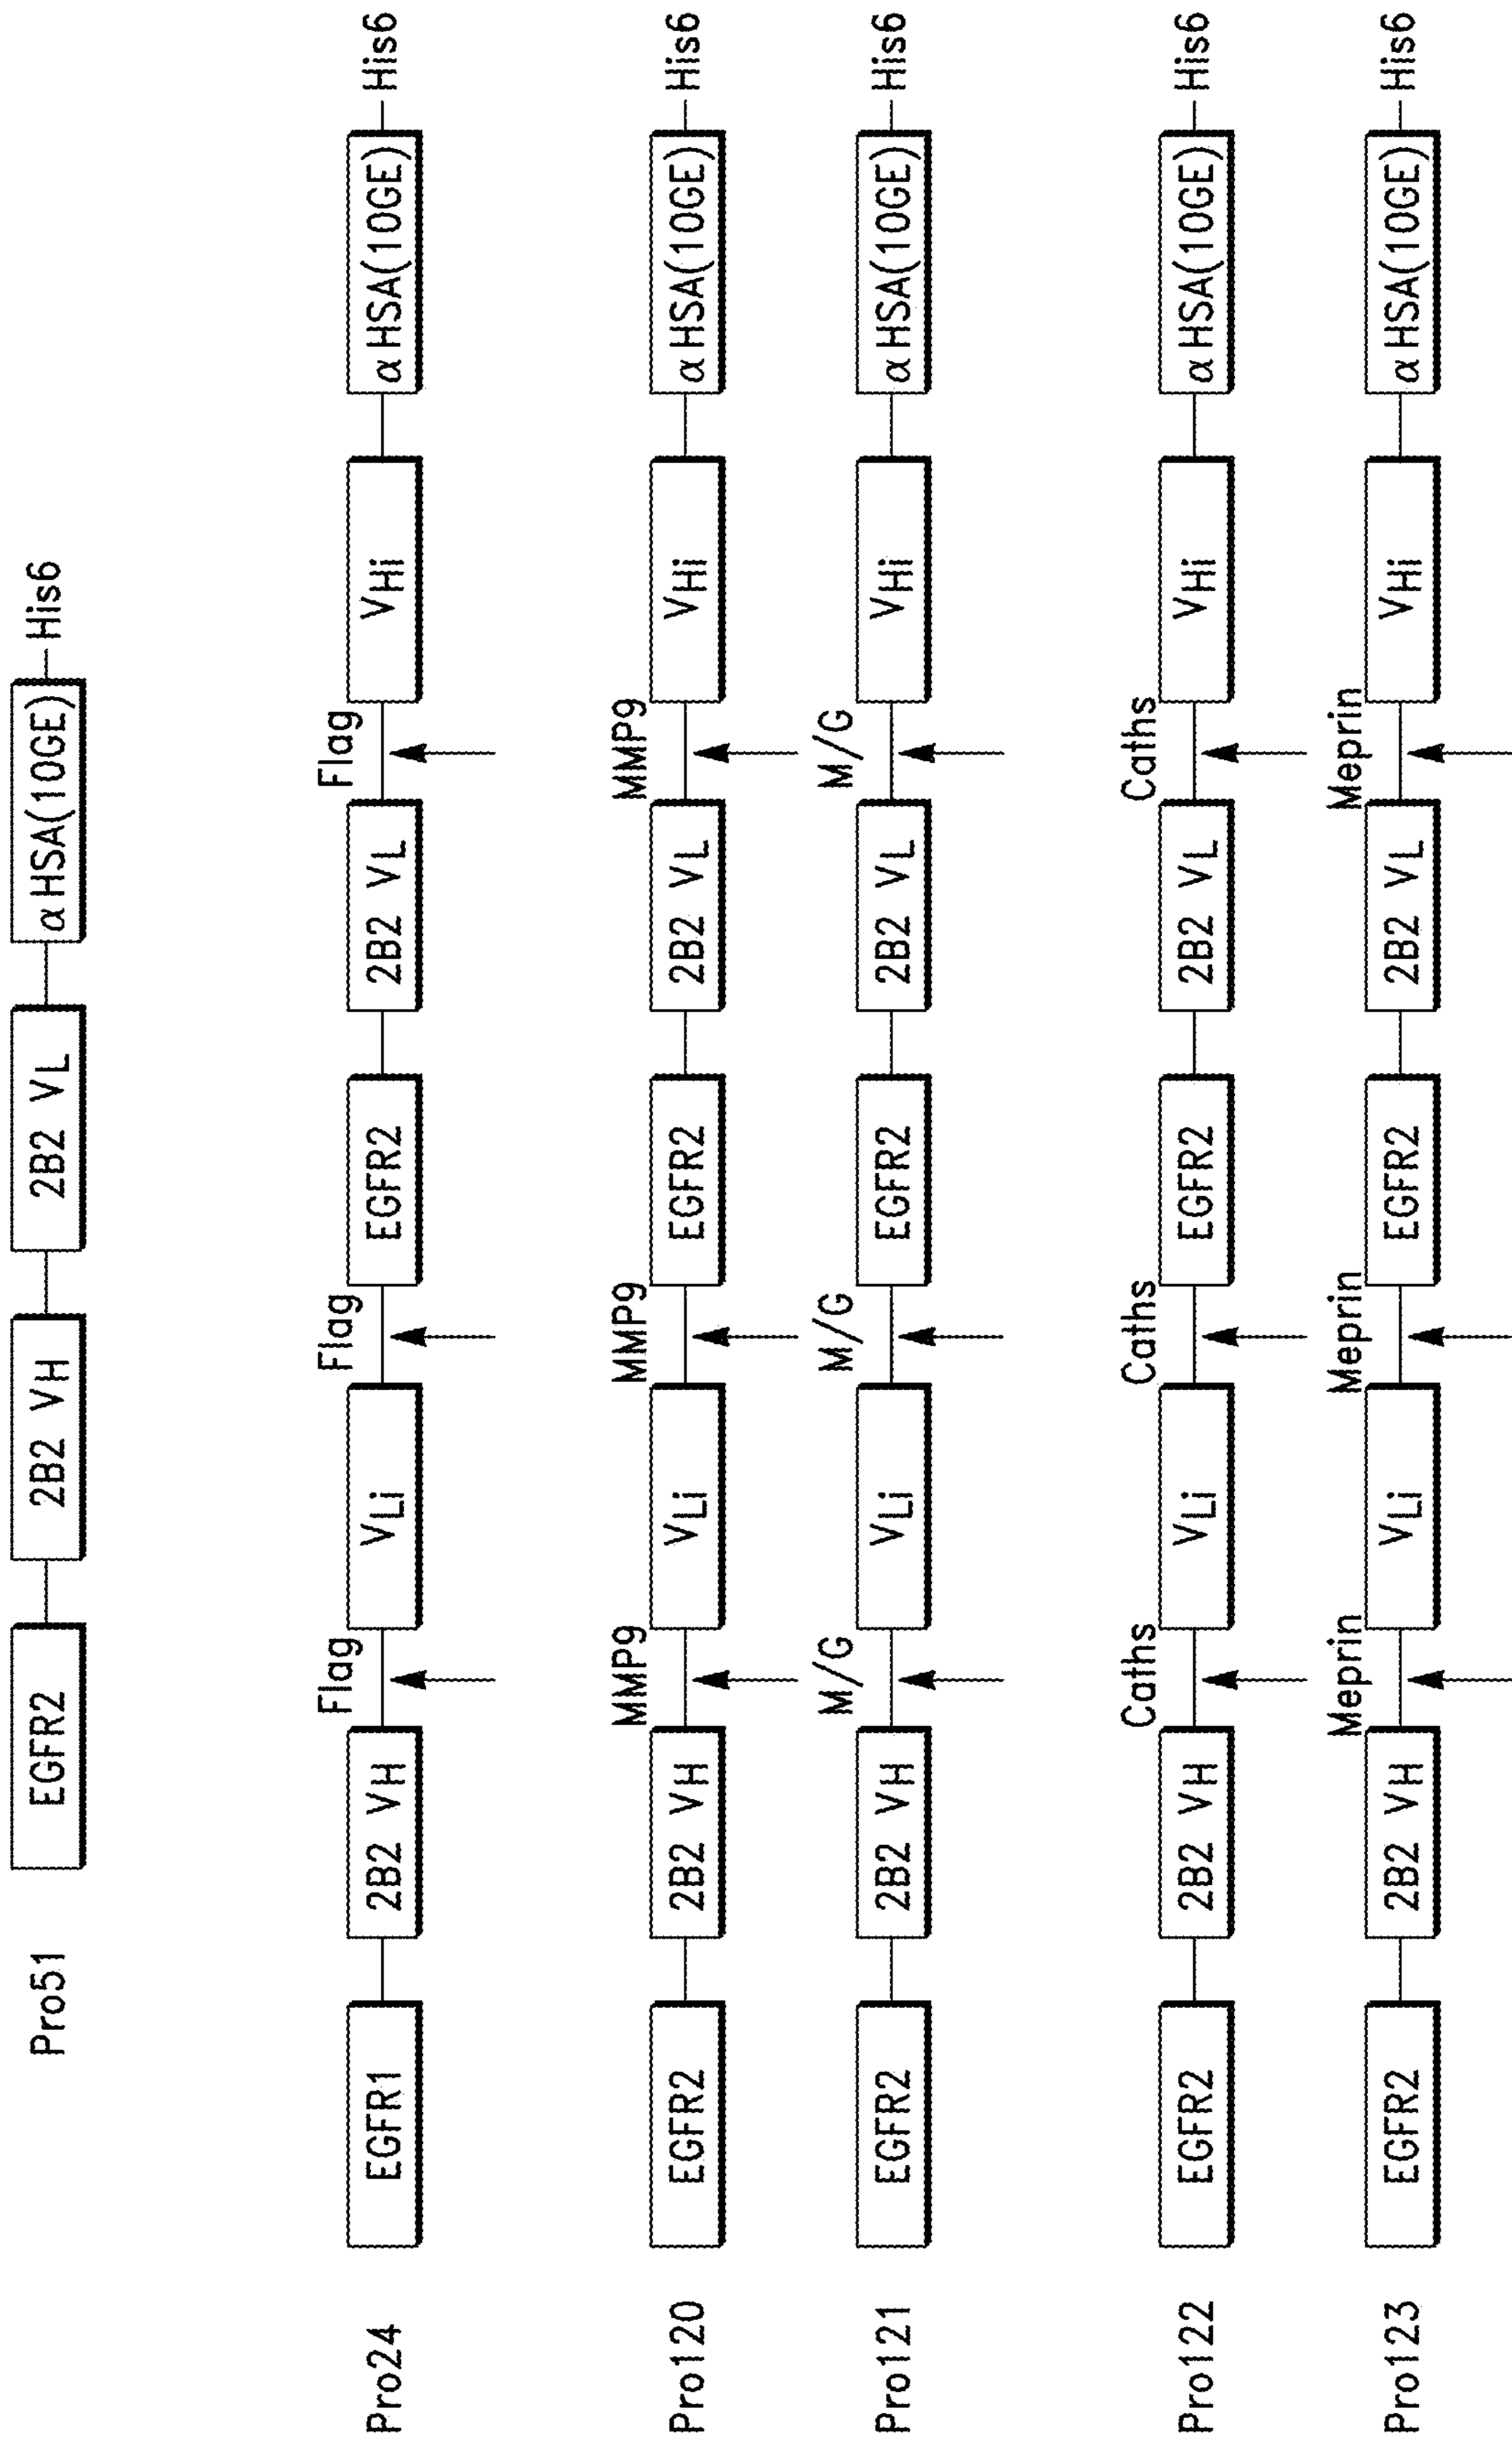 Pro51 EGFR2 2B2 VH 2B2 VL αHSA(10GE) His6
Flag Flag Flag
Pro24 EGFR1 2B2 VH VLi EGFR2 2B2 VL VHi αHSA(10GE) His6
MMP9 MMP9 MMP9
Pro120 EGFR2 2B2 VH VLi EGFR2 2B2 VL VHi αHSA(10GE) His6
M/G M/G M/G
Pro121 EGFR2 2B2 VH VLi EGFR2 2B2 VL VHi αHSA(10GE) His6
Caths Caths Caths
Pro122 EGFR2 2B2 VH VLi EGFR2 2B2 VL VHi αHSA(10GE) His6
Meprin Meprin Meprin
Pro123 EGFR2 2B2 VH VLi EGFR2 2B2 VL VHi αHSA(10GE) His6